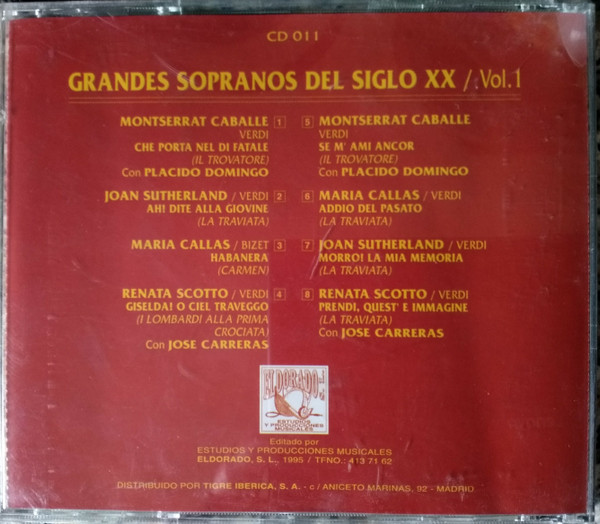 CD 011
GRANDES SOPRANOS DEL SIGLO XX / Vol.1
MONTSERRAT CABALLE 1
VERDI
CHE PORTA NEL DI FATALE
(IL TROVATORE)
Con PLACIDO DOMINGO
JOAN SUTHERLAND / VERDI 2
AH! DITE ALLA GIOVINE
(LA TRAVIATA)
MARIA CALLAS / BIZET 3
HABANERA
(CARMEN)
RENATA SCOTTO / VERDI 4
GISELDA! O CIEL TRAVEGGO
(I LOMBARDI ALLA PRIMA
CROCIATA)
Con JOSE CARRERAS
5 MONTSERRAT CABALLE
VERDI
SE M' AMI ANCOR
(IL TROVATORE)
Con PLACIDO DOMINGO
6 MARIA CALLAS / VERDI
ADDIO DEL PASATO
(LA TRAVIATA)
7 JOAN SUTHERLAND / VERDI
MORRO! LA MIA MEMORIA
(LA TRAVIATA)
8 RENATA SCOTTO / VERDI
PRENDI, QUEST' E IMMAGINE
(LA TRAVIATA)
Con JOSE CARRERAS
ELDORADO
ESTUDIOS
Y PRODUCCIONES
MUSICALES
Editado por
ESTUDIOS Y PRODUCCIONES MUSICALES
ELDORADO, S.L., 1995 / TFNO.: 413 71 62
DISTRIBUIDO POR TIGRE IBERICA, S.A. - c/ ANICETO MARINAS, 92 - MADRID